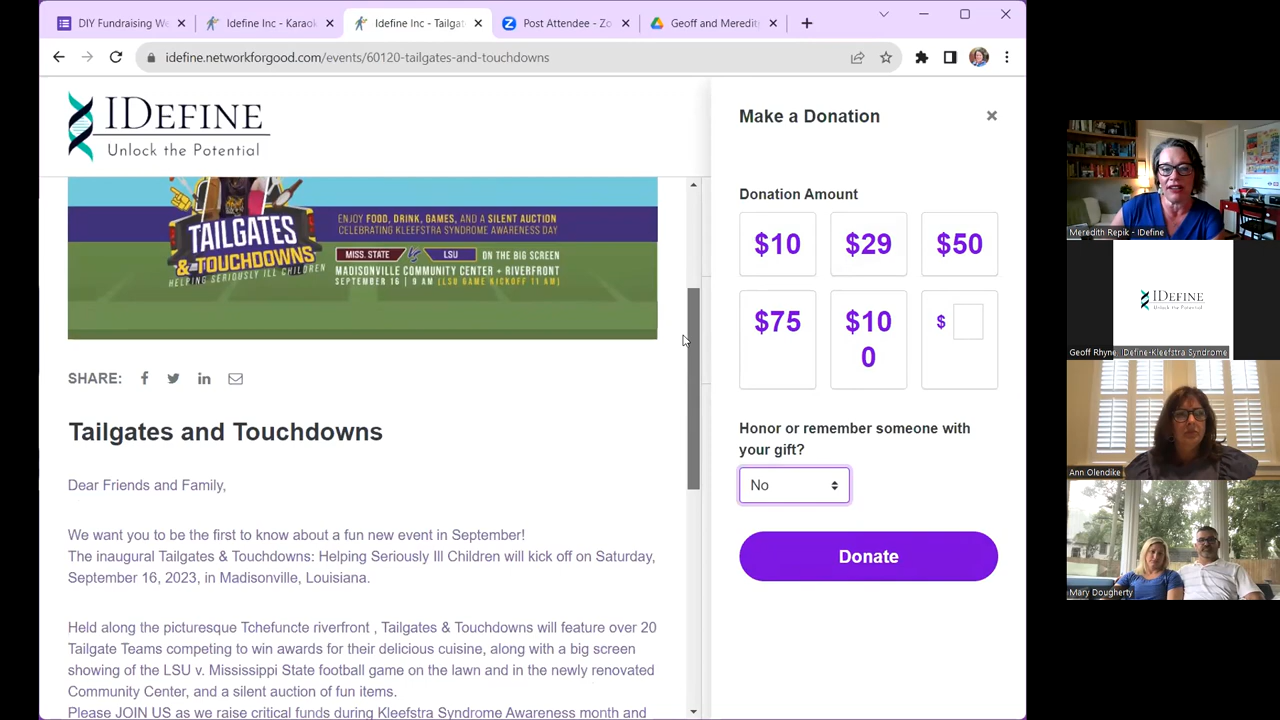 DIY Fundraising We
Idefine Inc - Karaok
Idefine Inc - Tailgat
Post Attendee - Zo
Geoff and Meredit
idefine.networkforgood.com/events/60120-tailgates-and-touchdowns
IDEFINE
Unlock the Potential
TAILGATES
& TOUCHDOWNS
HELPING SERIOUSLY ILL CHILDREN
ENJOY FOOD, DRINK, GAMES, AND A SILENT AUCTION
CELEBRATING KLEEFSTRA SYNDROME AWARENESS DAY
MISS. STATE VS LSU ON THE BIG SCREEN
MADISONVILLE COMMUNITY CENTER + RIVERFRONT
SEPTEMBER 16 | 9 AM (LSU GAME KICKOFF 11 AM)
SHARE:
Tailgates and Touchdowns
Dear Friends and Family,
We want you to be the first to know about a fun new event in September!
The inaugural Tailgates & Touchdowns: Helping Seriously Ill Children will kick off on Saturday,
September 16, 2023, in Madisonville, Louisiana.
Held along the picturesque Tchefuncte riverfront , Tailgates & Touchdowns will feature over 20
Tailgate Teams competing to win awards for their delicious cuisine, along with a big screen
showing of the LSU v. Mississippi State football game on the lawn and in the newly renovated
Community Center, and a silent auction of fun items.
Please JOIN US as we raise critical funds during Kleefstra Syndrome Awareness month and
Make a Donation
Donation Amount
$10 $29 $50
$75 $10
0 $
Honor or remember someone with
your gift?
No
Donate
Meredith Repik - IDefine
IDEFINE
Unlock the Potential
Geoff Rhyne, IDefine-Kleefstra Syndrome
Ann Olendike
Mary Dougherty